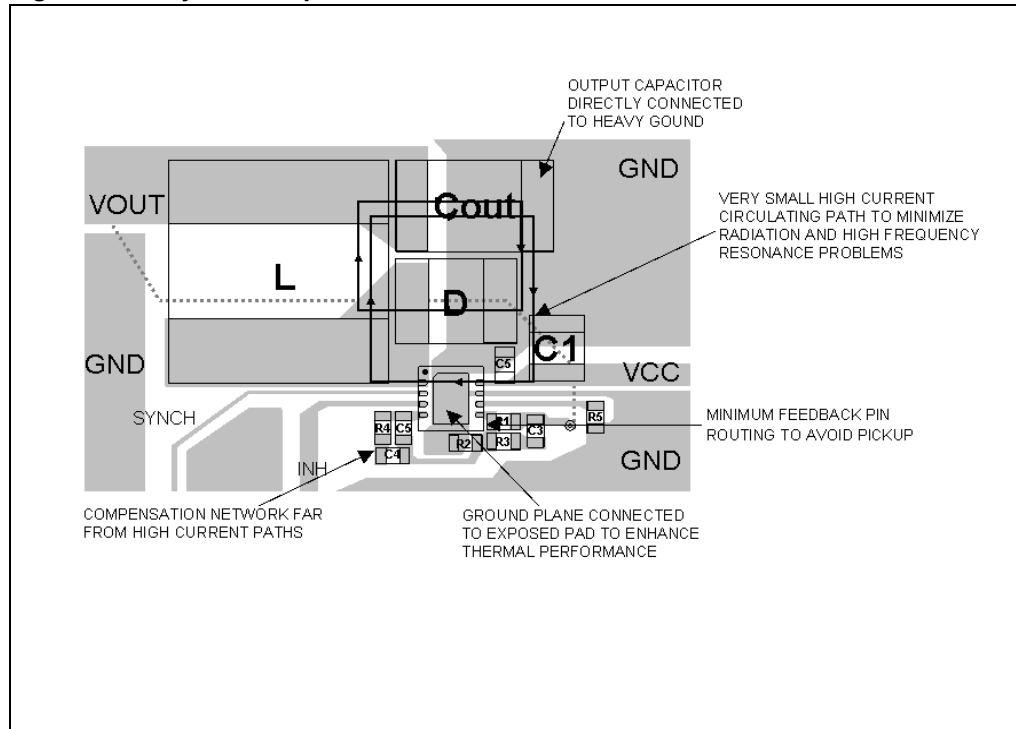 OUTPUT CAPACITOR
DIRECTLY CONNECTED
TO HEAVY GOUND
GND
VERY SMALL HIGH CURRENT
CIRCULATING PATH TO MINIMIZE
RADIATION AND HIGH FREQUENCY
RESONANCE PROBLEMS
VOUT
Cout
L
D
C1
GND
C5
VCC
SYNCH
R4
C5
R1
C3
R5
MINIMUM FEEDBACK PIN
ROUTING TO AVOID PICKUP
R2
R3
C4
INH
GND
COMPENSATION NETWORK FAR
FROM HIGH CURRENT PATHS
GROUND PLANE CONNECTED
TO EXPOSED PAD TO ENHANCE
THERMAL PERFORMANCE